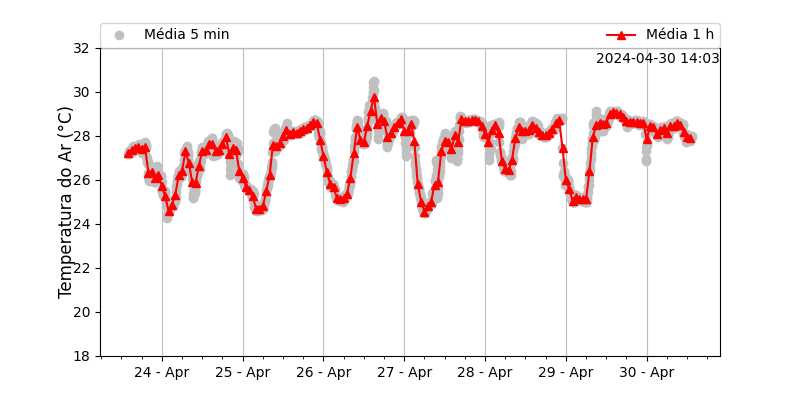 Média 5 min
Média 1 h
2024-04-30 14:03
Temperatura do Ar (°C)
32
30
28
26
24
22
20
18
24 - Apr
25 - Apr
26 - Apr
27 - Apr
28 - Apr
29 - Apr
30 - Apr